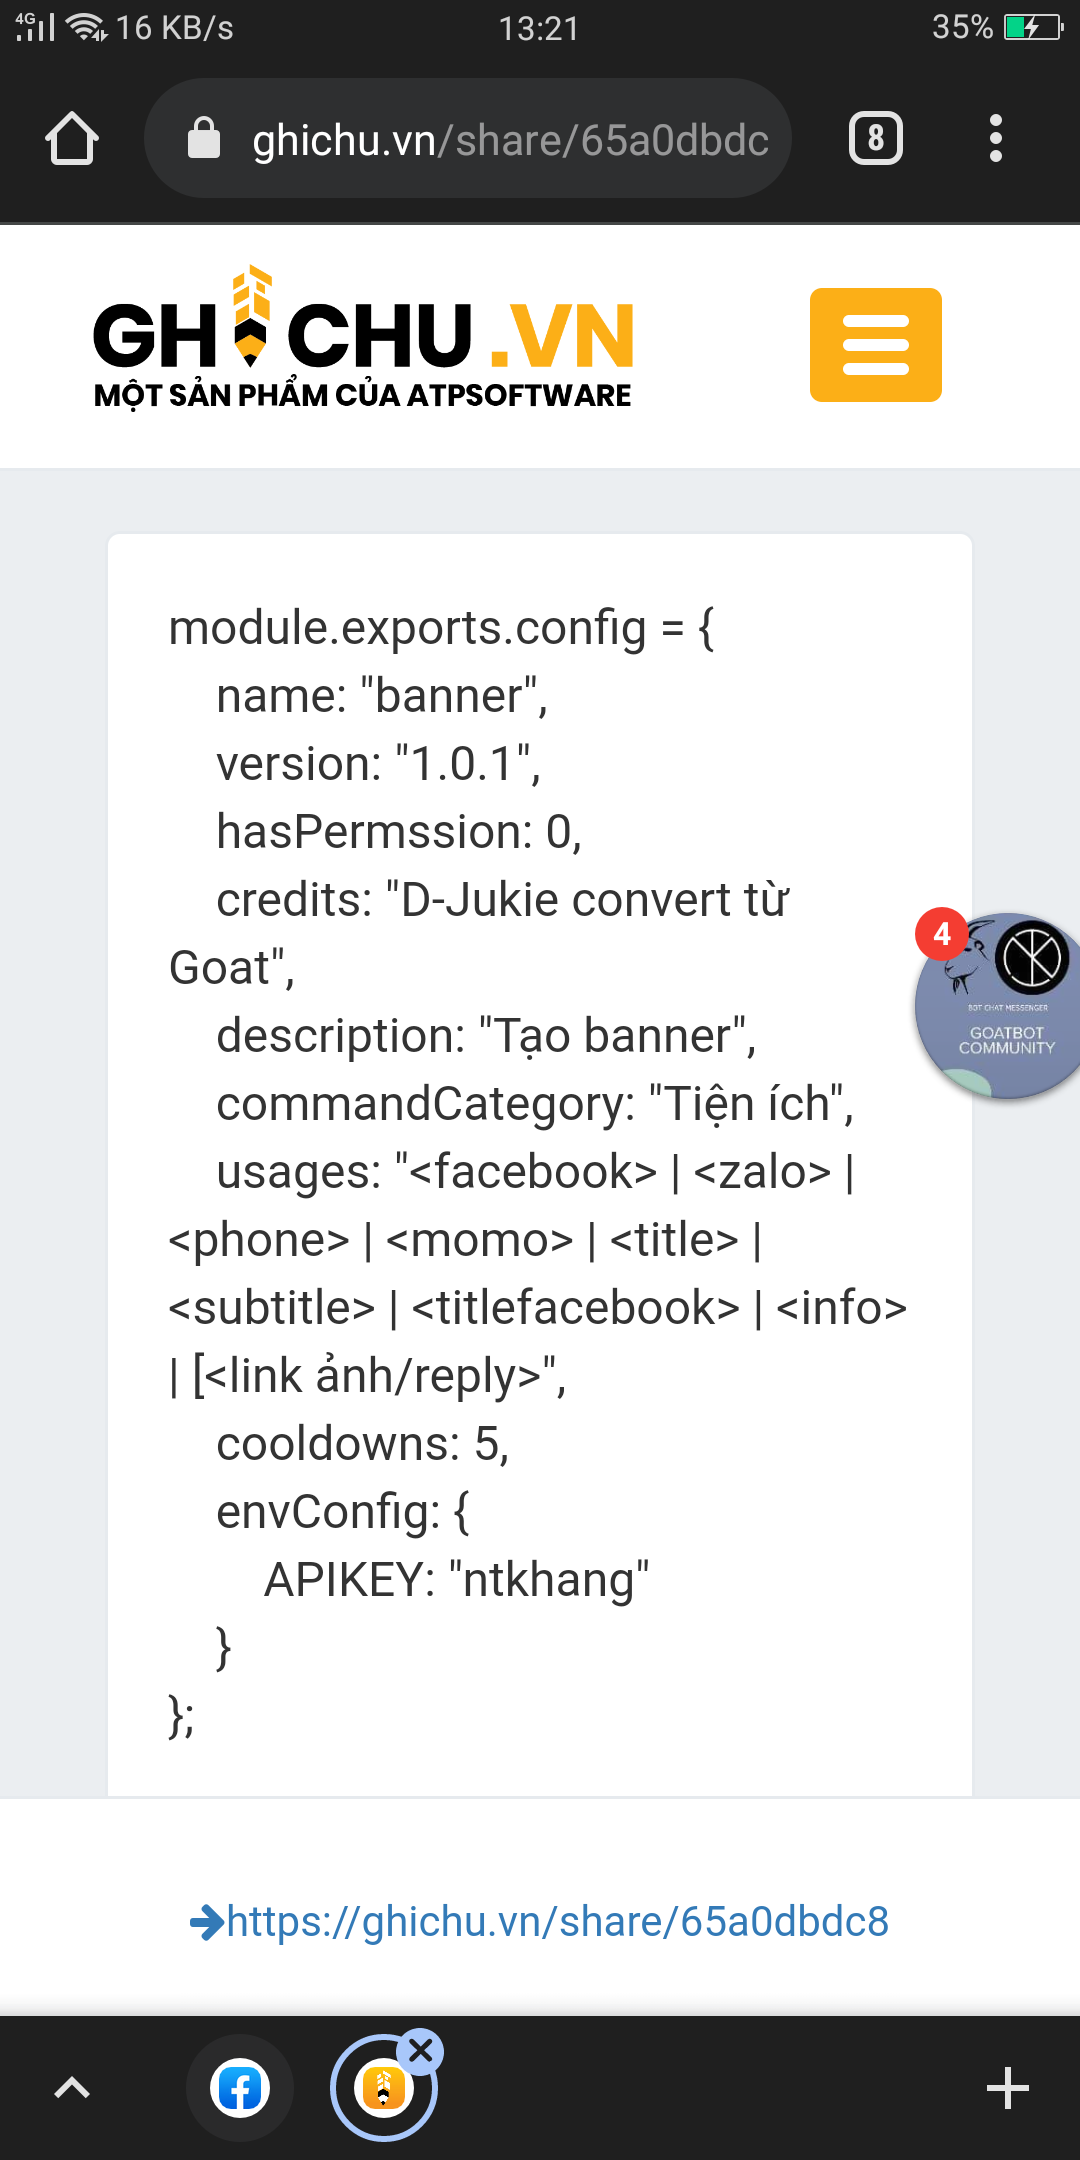 4G 16 KB/s 13:21 35%
ghichu.vn/share/65a0dbdc 8
GHICHU.VN
MỘT SẢN PHẨM CỦA ATPSOFTWARE
module.exports.config = {
name: "banner",
version: "1.0.1",
hasPermssion: 0,
credits: "D-Jukie convert từ
Goat",
4
BOT CHAT MESSENGER
GOATBOT
COMMUNITY
description: "Tạo banner",
commandCategory: "Tiện ích",
usages: "<facebook> | <zalo> |
<phone> | <momo> | <title> |
<subtitle> | <titlefacebook> | <info>
| [<link ảnh/reply>",
cooldowns: 5,
envConfig: {
APIKEY: "ntkhang"
}
};
https://ghichu.vn/share/65a0dbdc8